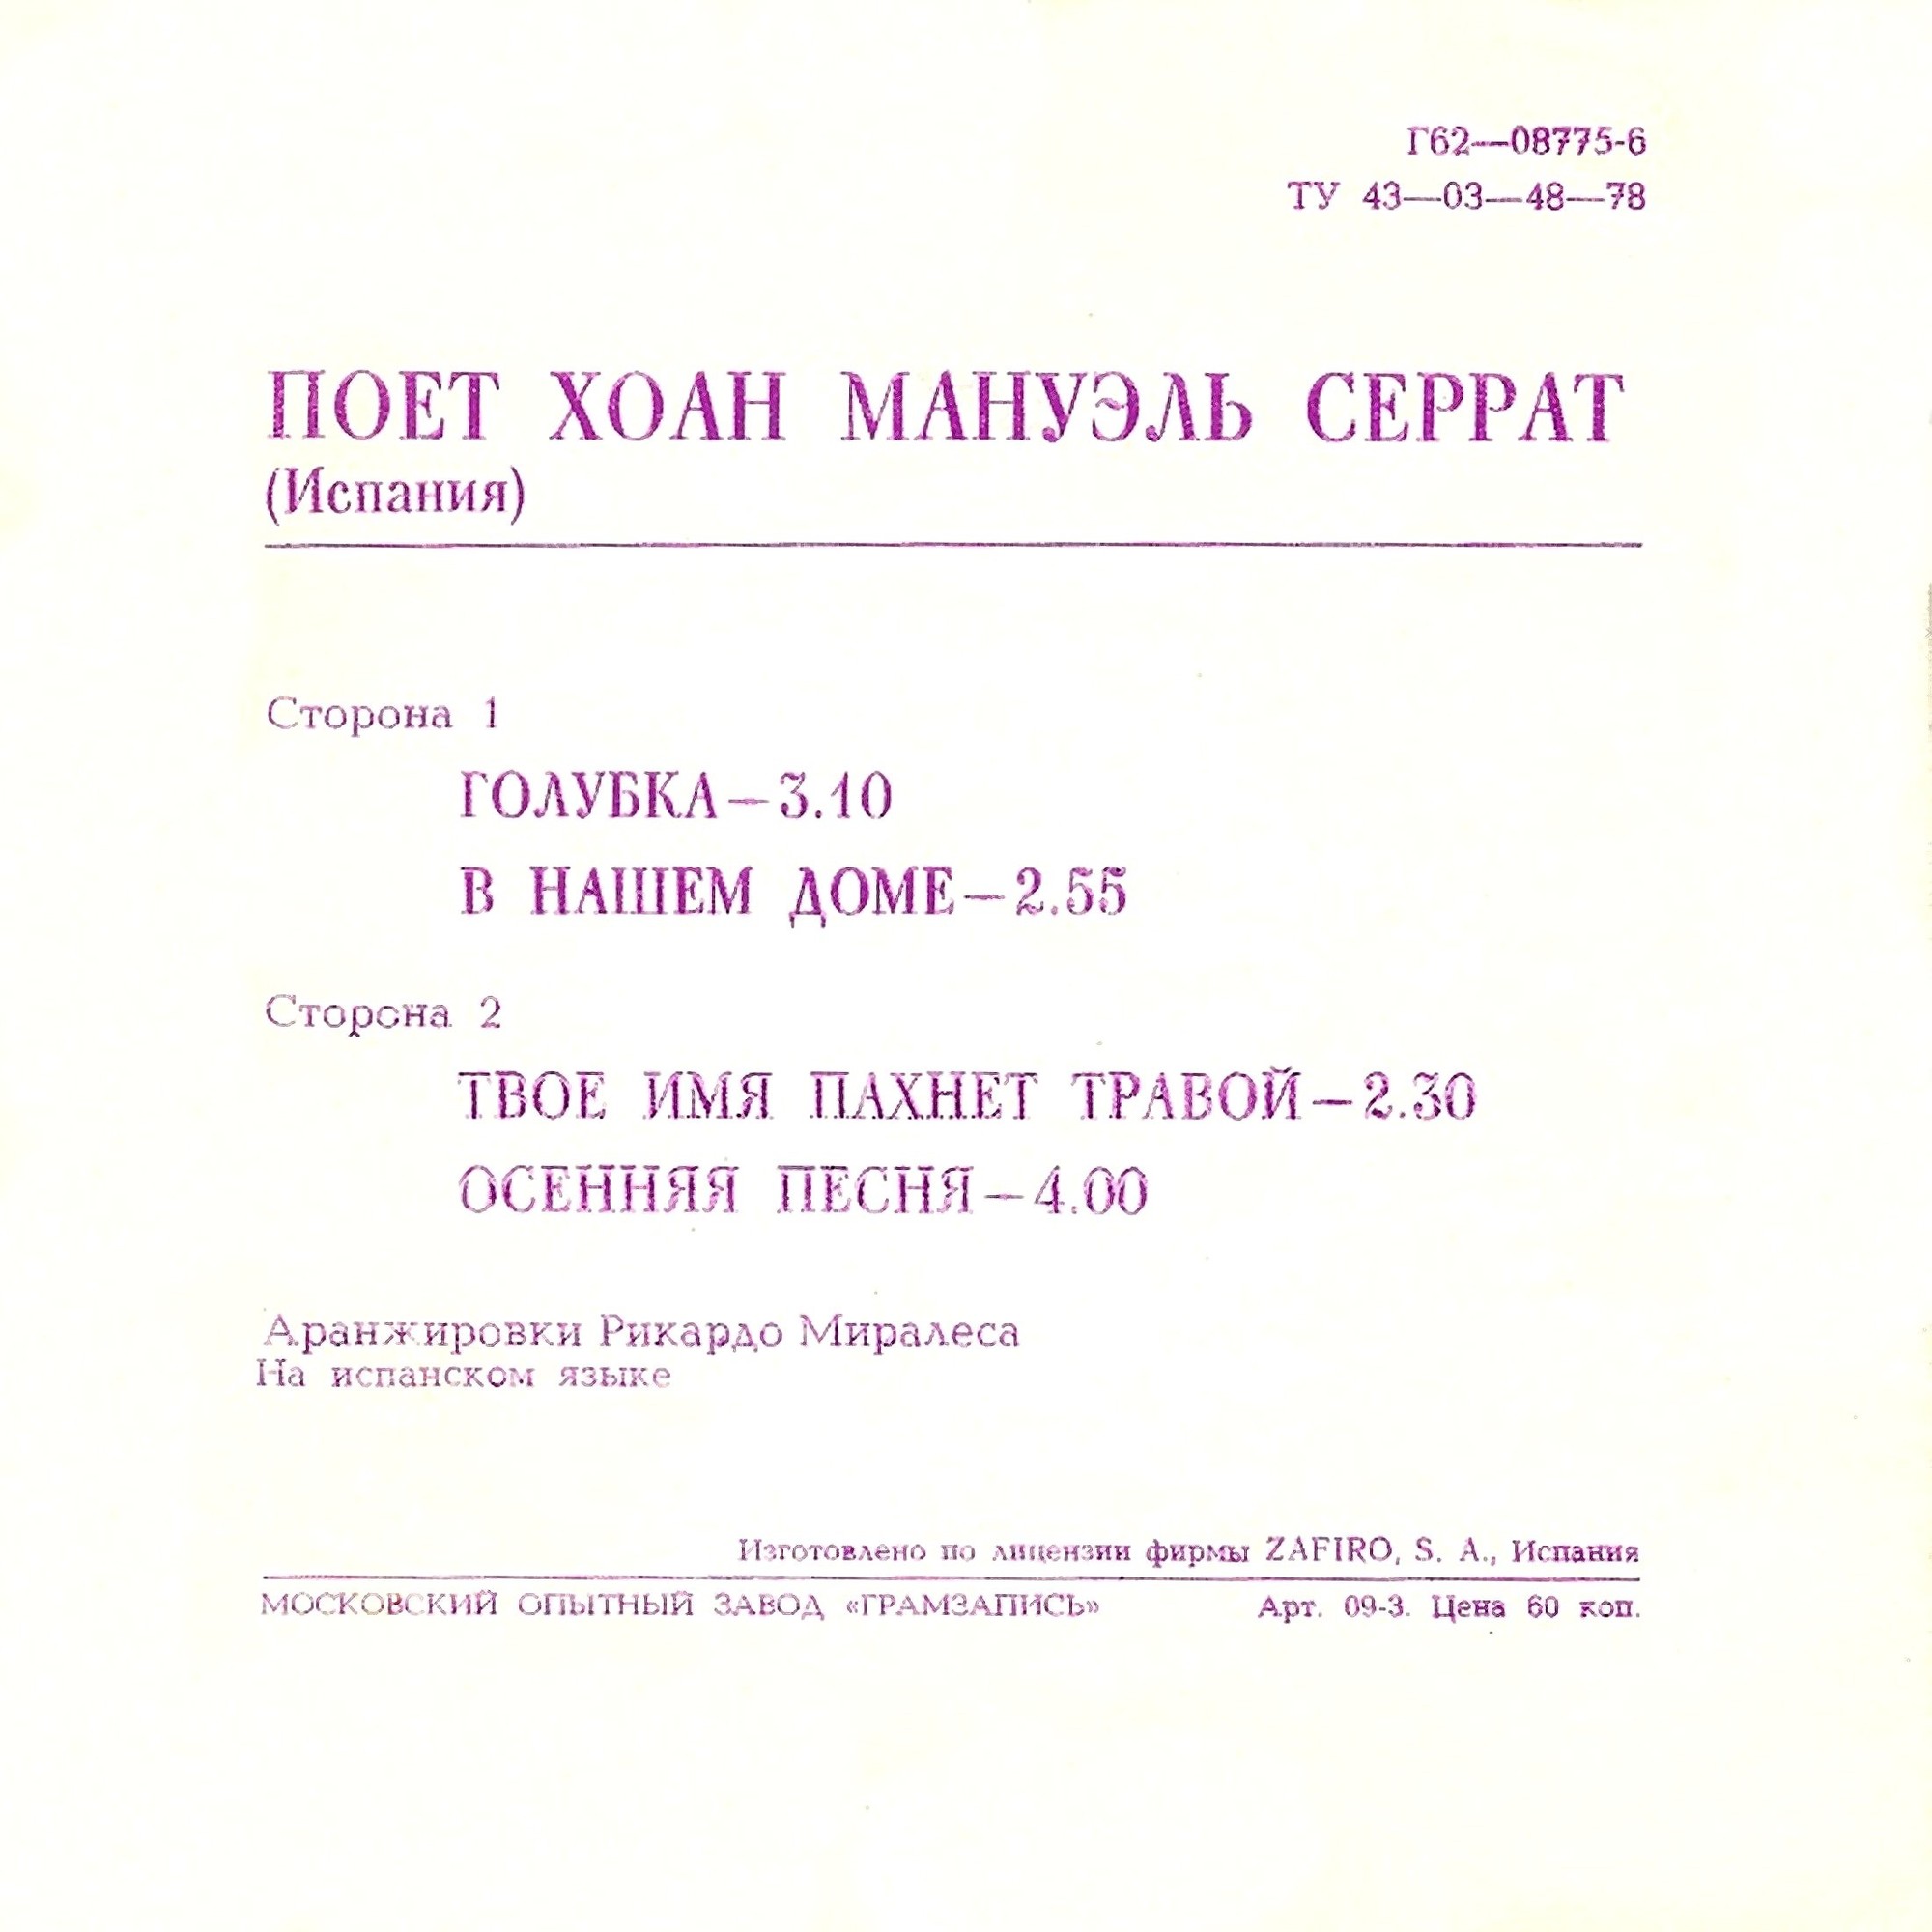 Г62—08775-6
ТУ 43—03—48—78
ПОЕТ ХОАН МАНУЭЛЬ СЕРРАТ
(Испания)
Сторона 1
ГОЛУБКА—3.10
В НАШЕМ ДОМЕ—2.55
Сторона 2
ТВОЕ ИМЯ ПАХНЕТ ТРАВОЙ—2.30
ОСЕННЯЯ ПЕСНЯ—4.00
Аранжировки Рикардо Миралеса
На испанском языке
Изготовлено по лицензии фирмы ZAFIRO, S. A., Испания
МОСКОВСКИЙ ОПЫТНЫЙ ЗАВОД «ГРАМЗАПИСЬ» Арт. 09-3. Цена 60 коп.